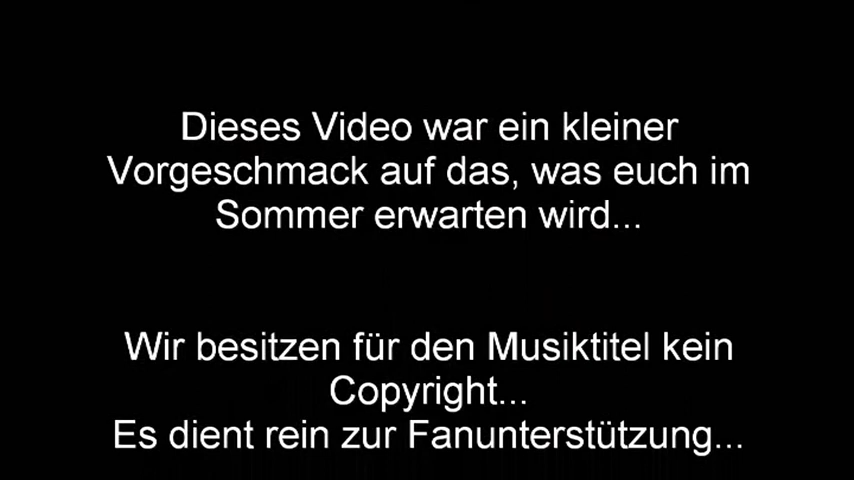 Dieses Video war ein kleiner
Vorgeschmack auf das, was euch im
Sommer erwarten wird...
Wir besitzen für den Musiktitel kein
Copyright...
Es dient rein zur Fanunterstützung...